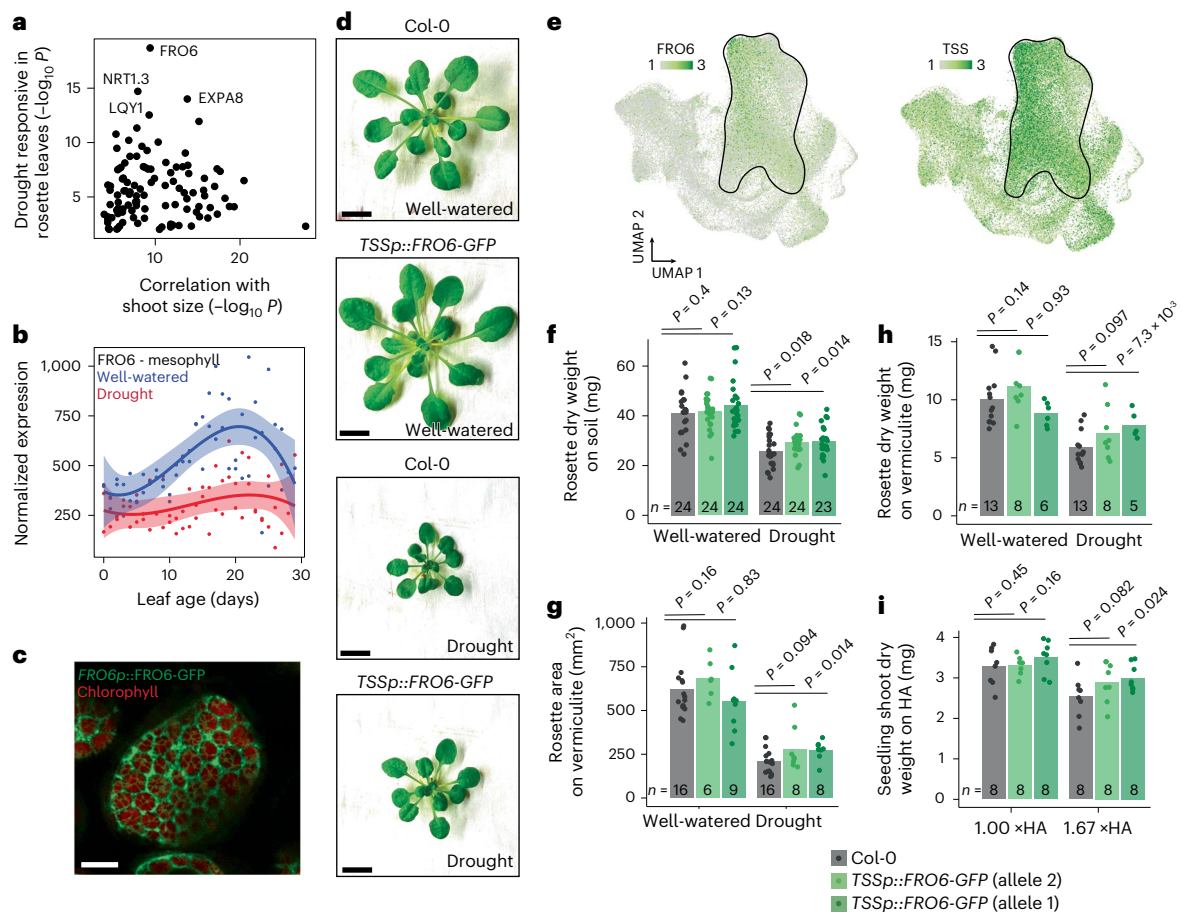 a
Drought responsive in
rosette leaves (–log10 P)
15
10
5
FRO6
NRT1.3
LQY1
EXPA8
10
20
Correlation with
shoot size (–log10 P)
b
Normalized expression
1,000
750
500
250
FRO6 - mesophyll
Well-watered
Drought
0
10
20
30
Leaf age (days)
c
FRO6p::FRO6-GFP
Chlorophyll
d
Col-0
Well-watered
TSSp::FRO6-GFP
Well-watered
Col-0
Drought
TSSp::FRO6-GFP
Drought
e
FRO6
1 3
TSS
1 3
UMAP 2
UMAP 1
f
Rosette dry weight
on soil (mg)
60
40
20
0
P = 0.4
P = 0.13
P = 0.018
P = 0.014
n = 24 24 24 24 24 23
Well-watered Drought
g
Rosette area
on vermiculite (mm2)
1,000
750
500
250
0
P = 0.16
P = 0.83
P = 0.094
P = 0.014
n = 16 6 9 16 8 8
Well-watered Drought
h
Rosette dry weight
on vermiculite (mg)
15
10
5
0
P = 0.14
P = 0.93
P = 0.097
P = 7.3 × 10-3
n = 13 8 6 13 8 5
Well-watered Drought
i
Seedling shoot dry
weight on HA (mg)
4
3
2
1
0
P = 0.45
P = 0.16
P = 0.082
P = 0.024
n = 8 8 8 8 8 8
1.00 ×HA 1.67 ×HA
Col-0
TSSp::FRO6-GFP (allele 2)
TSSp::FRO6-GFP (allele 1)